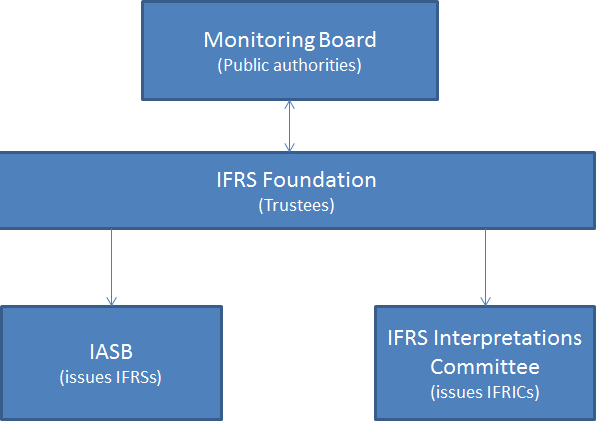 Monitoring Board
(Public authorities)
IFRS Foundation
(Trustees)
IASB
(issues IFRSs)
IFRS Interpretations
Committee
(issues IFRICs)